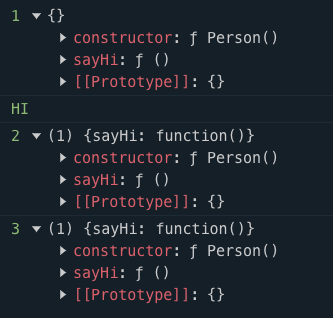 1 ▼ {}
▶ constructor: ƒ Person()
▶ sayHi: ƒ ()
▶ [[Prototype]]: {}
HI
2 ▼ (1) {sayHi: function()}
▶ constructor: ƒ Person()
▶ sayHi: ƒ ()
▶ [[Prototype]]: {}
3 ▼ (1) {sayHi: function()}
▶ constructor: ƒ Person()
▶ sayHi: ƒ ()
▶ [[Prototype]]: {}